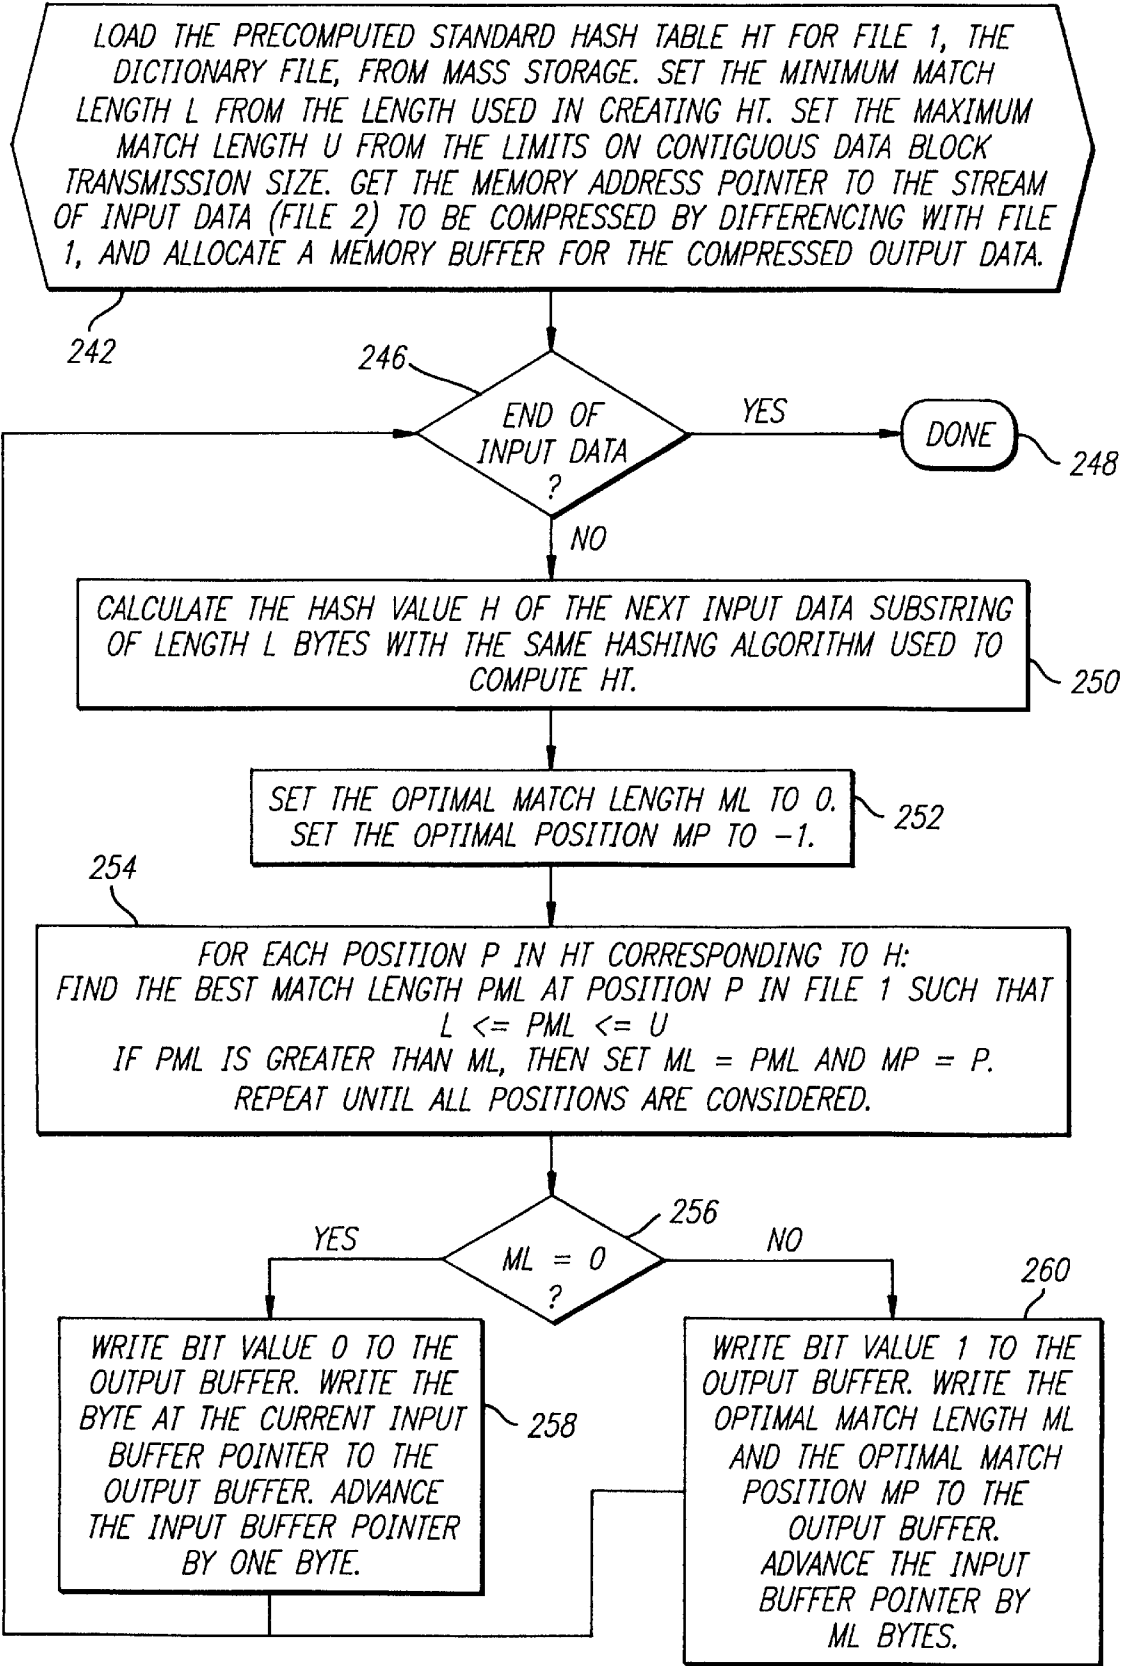 LOAD THE PRECOMPUTED STANDARD HASH TABLE HT FOR FILE 1, THE
DICTIONARY FILE, FROM MASS STORAGE. SET THE MINIMUM MATCH
LENGTH L FROM THE LENGTH USED IN CREATING HT. SET THE MAXIMUM
MATCH LENGTH U FROM THE LIMITS ON CONTIGUOUS DATA BLOCK
TRANSMISSION SIZE. GET THE MEMORY ADDRESS POINTER TO THE STREAM
OF INPUT DATA (FILE 2) TO BE COMPRESSED BY DIFFERENCING WITH FILE
1, AND ALLOCATE A MEMORY BUFFER FOR THE COMPRESSED OUTPUT DATA.
242
246
END OF
INPUT DATA
?
YES
DONE
248
NO
CALCULATE THE HASH VALUE H OF THE NEXT INPUT DATA SUBSTRING
OF LENGTH L BYTES WITH THE SAME HASHING ALGORITHM USED TO
COMPUTE HT.
250
SET THE OPTIMAL MATCH LENGTH ML TO 0.
SET THE OPTIMAL POSITION MP TO -1.
252
254
FOR EACH POSITION P IN HT CORRESPONDING TO H:
FIND THE BEST MATCH LENGTH PML AT POSITION P IN FILE 1 SUCH THAT
L <= PML <= U
IF PML IS GREATER THAN ML, THEN SET ML = PML AND MP = P.
REPEAT UNTIL ALL POSITIONS ARE CONSIDERED.
256
YES
ML = 0
?
NO
WRITE BIT VALUE 0 TO THE
OUTPUT BUFFER. WRITE THE
BYTE AT THE CURRENT INPUT
BUFFER POINTER TO THE
OUTPUT BUFFER. ADVANCE
THE INPUT BUFFER POINTER
BY ONE BYTE.
258
260
WRITE BIT VALUE 1 TO THE
OUTPUT BUFFER. WRITE THE
OPTIMAL MATCH LENGTH ML
AND THE OPTIMAL MATCH
POSITION MP TO THE
OUTPUT BUFFER.
ADVANCE THE INPUT
BUFFER POINTER BY
ML BYTES.